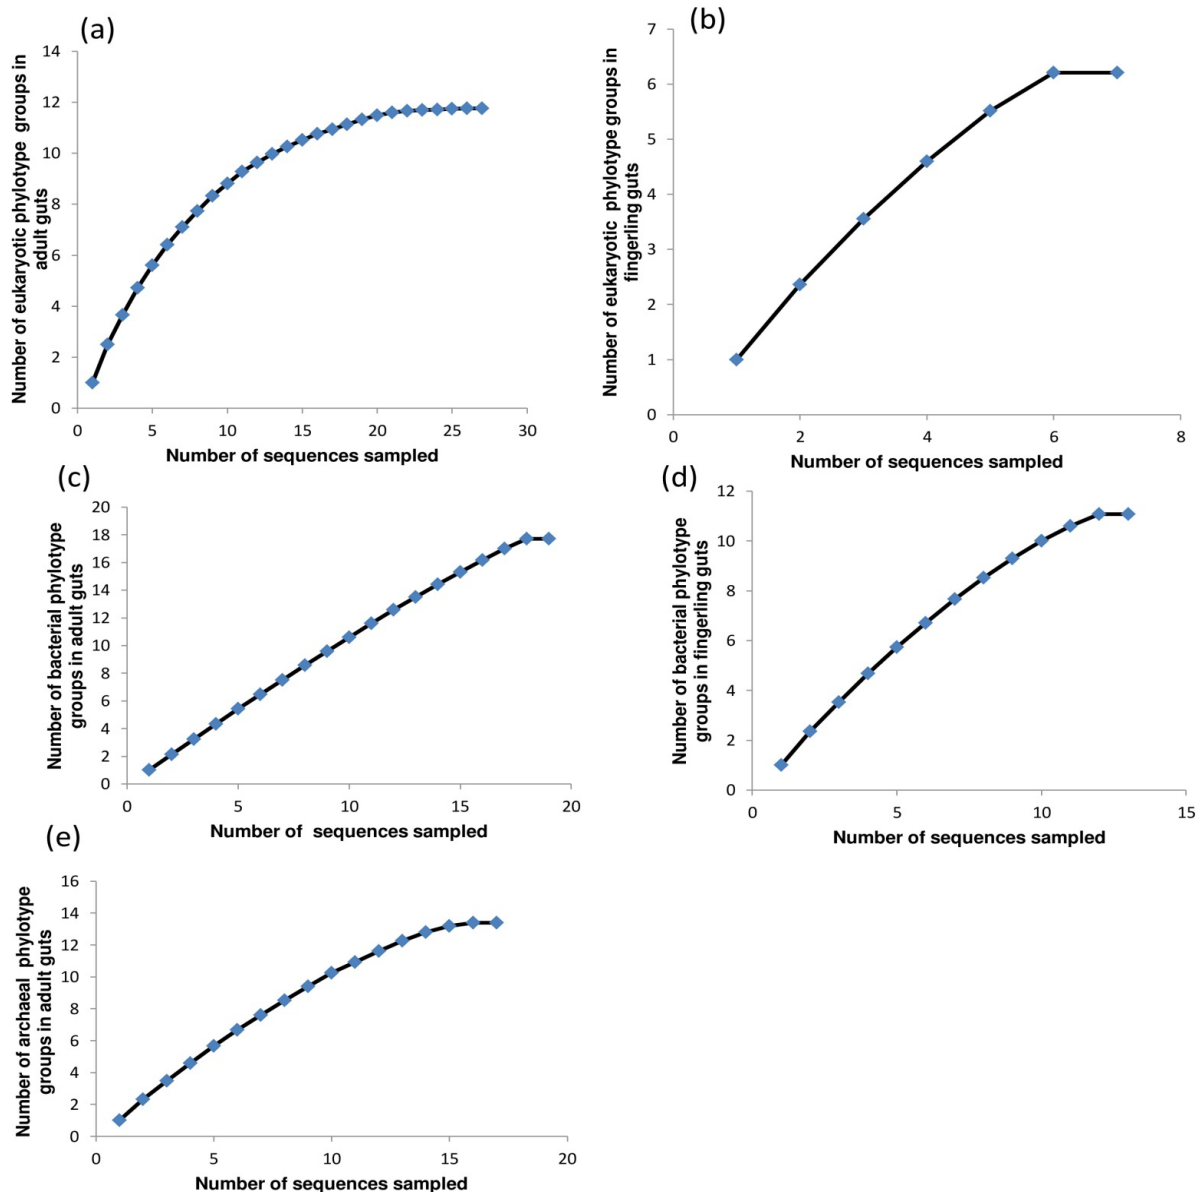 (a)
Number of eukaryotic phylotype groups in
adult guts
14
12
10
8
6
4
2
0
0 5 10 15 20 25 30
Number of sequences sampled
(b)
Number of eukaryotic phylotype groups in
fingerling guts
7
6
5
4
3
2
1
0
0 2 4 6 8
Number of sequences sampled
(c)
Number of bacterial phylotype
groups in adult guts
20
18
16
14
12
10
8
6
4
2
0
0 5 10 15 20
Number of sequences sampled
(d)
Number of bacterial phylotype
groups in fingerling guts
12
10
8
6
4
2
0
0 5 10 15
Number of sequences sampled
(e)
Number of archaeal phylotype
groups in adult guts
16
14
12
10
8
6
4
2
0
0 5 10 15 20
Number of sequences sampled